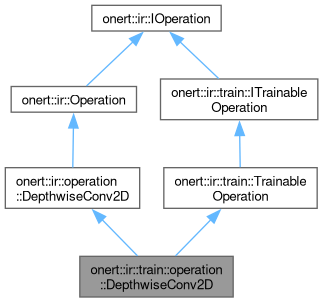 onert::ir::IOperation
onert::ir::Operation
onert::ir::train::ITrainable
Operation
onert::ir::operation
::DepthwiseConv2D
onert::ir::train::Trainable
Operation
onert::ir::train::operation
::DepthwiseConv2D